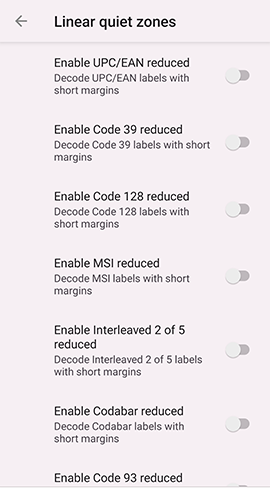 Linear quiet zones
Enable UPC/EAN reduced
Decode UPC/EAN labels with
short margins
Enable Code 39 reduced
Decode Code 39 labels with short
margins
Enable Code 128 reduced
Decode Code 128 labels with
short margins
Enable MSI reduced
Decode MSI labels with short
margins
Enable Interleaved 2 of 5
reduced
Decode Interleaved 2 of 5 labels
with short margins
Enable Codabar reduced
Decode Codabar labels with
short margins
Enable Code 93 reduced